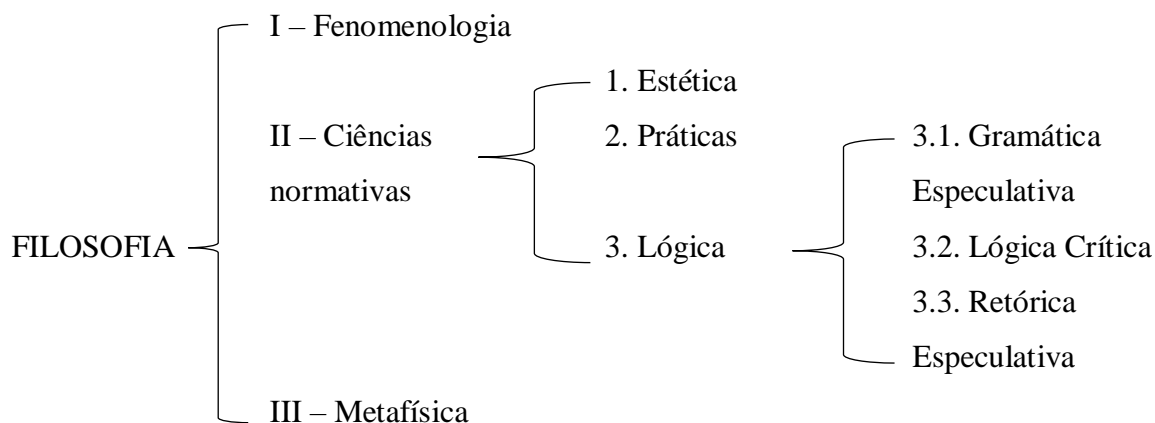 I – Fenomenologia
1. Estética
II – Ciências
normativas
2. Práticas
3.1. Gramática
Especulativa
FILOSOFIA
3. Lógica
3.2. Lógica Crítica
3.3. Retórica
Especulativa
III – Metafísica